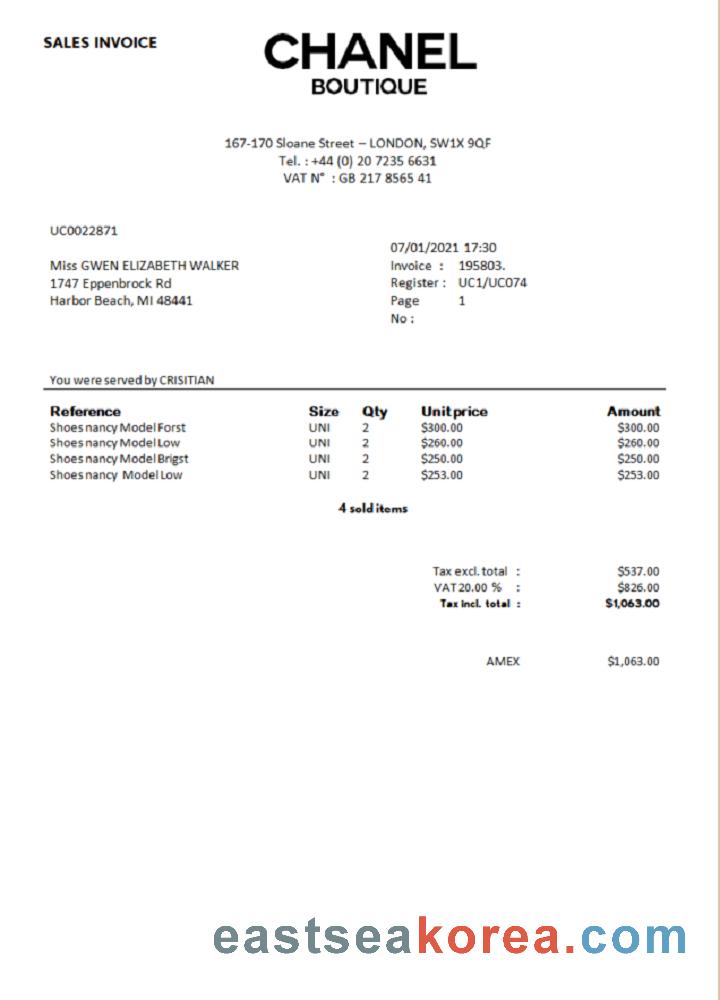 SALES INVOICE
CHANEL
BOUTIQUE
167-170 Sloane Street – LONDON, SW1X 9QF
Tel. : +44 (0) 20 7235 6631
VAT N° : GB 217 8565 41
UC0022871
07/01/2021 17:30
Miss GWEN ELIZABETH WALKER Invoice : 195803.
1747 Eppenbrock Rd Register : UC1/UC074
Harbor Beach, MI 48441 Page 1
No :
You were served by CRISITIAN
Reference Size Qty Unit price Amount
Shoes nancy Model Forst UNI 2 $300.00 $300.00
Shoes nancy Model Low UNI 2 $260.00 $260.00
Shoes nancy Model Brigst UNI 2 $250.00 $250.00
Shoes nancy Model Low UNI 2 $253.00 $253.00
4 sold items
Tax excl. total : $537.00
VAT 20.00 % : $826.00
Tax incl. total : $1,063.00
AMEX $1,063.00
eastseakorea.com